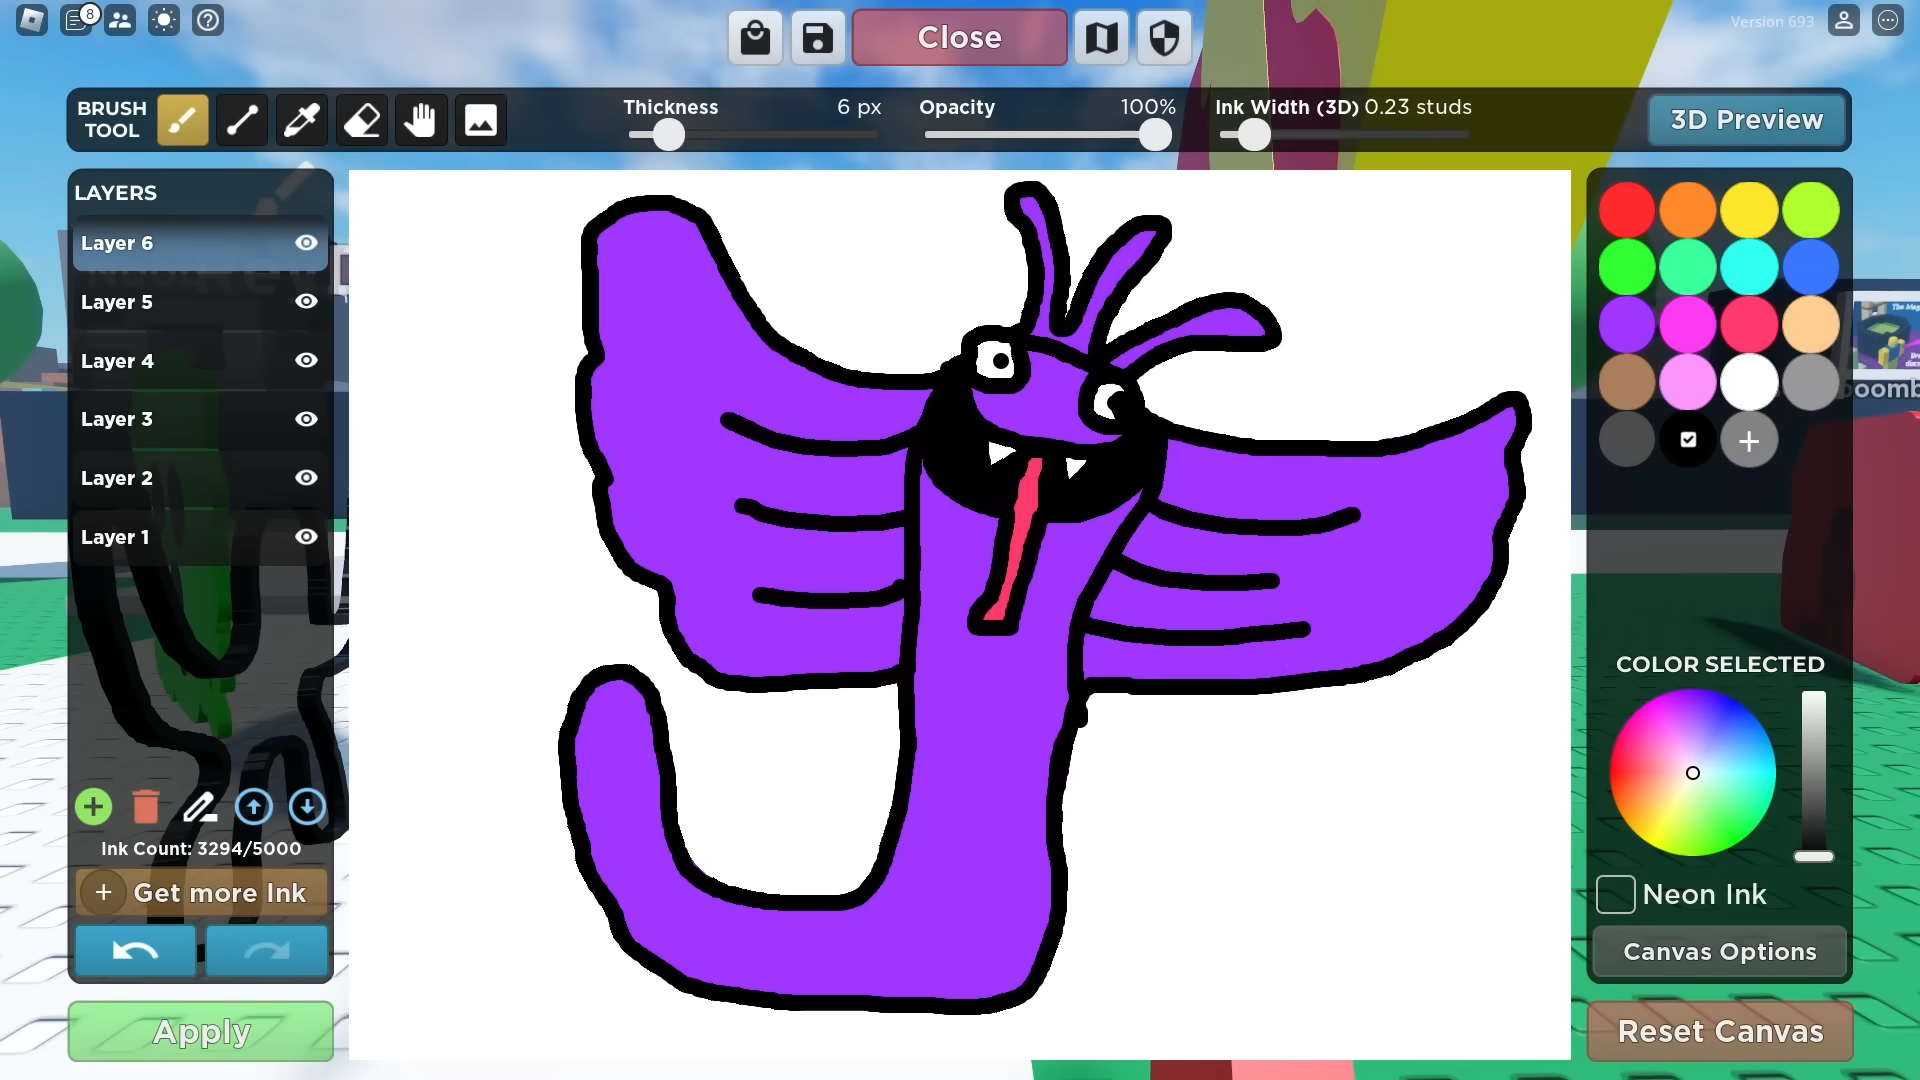 8
Close
Version 693
BRUSH
TOOL
Thickness 6 px
Opacity 100%
Ink Width (3D) 0.23 studs
3D Preview
LAYERS
Layer 6
Layer 5
Layer 4
Layer 3
Layer 2
Layer 1
Ink Count: 3294/5000
+ Get more Ink
Apply
COLOR SELECTED
Neon Ink
Canvas Options
Reset Canvas